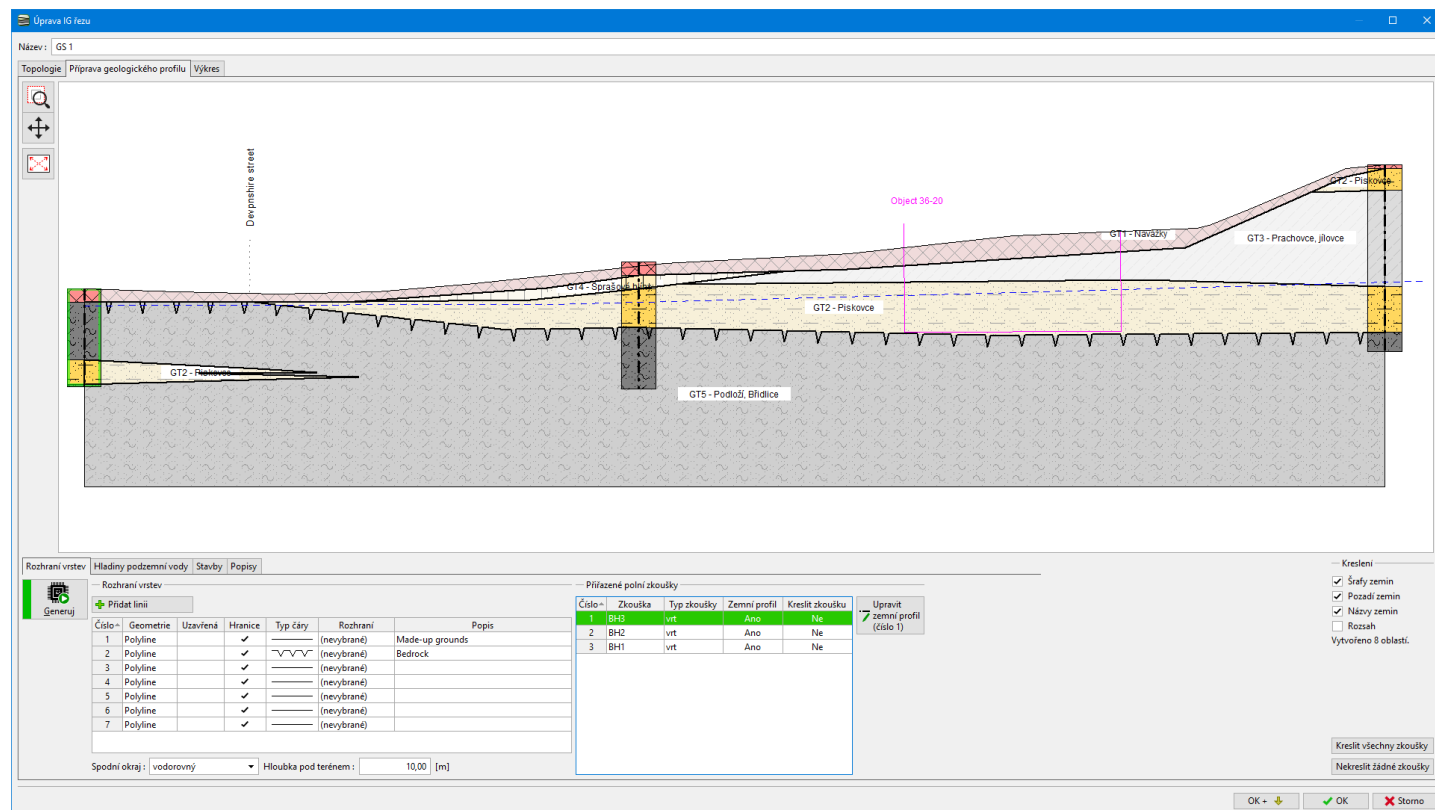 Úprava IG řezu
Název : GS 1
Topologie Příprava geologického profilu Výkres
Devpnshire street
Object 36-20
GT2 - Piskovce
GT1 - Navážky
GT3 - Prachovce, jílovce
GT4 - Sprašové hlíny
GT2 - Piskovce
GT2 - Piskovce
GT5 - Podloží, Břidlice
Rozhraní vrstev Hladiny podzemní vody Stavby Popisy
Generuj
Rozhraní vrstev
Přidat linii
Číslo Geometrie Uzavřená Hranice Typ čáry Rozhraní Popis
1 Polyline (nevybrané) Made-up grounds
2 Polyline (nevybrané) Bedrock
3 Polyline (nevybrané)
4 Polyline (nevybrané)
5 Polyline (nevybrané)
6 Polyline (nevybrané)
7 Polyline (nevybrané)
Spodní okraj : vodorovný Hloubka pod terénem : 10,00 [m]
Přiřazené polní zkoušky
Číslo Zkouška Typ zkoušky Zemní profil Kreslit zkoušku
1 BH3 vrt Ano Ne
2 BH2 vrt Ano Ne
3 BH1 vrt Ano Ne
Upravit
zemní profil
(číslo 1)
Kreslení
Šrafy zemin
Pozadí zemin
Názvy zemin
Rozsah
Vytvořeno 8 oblastí.
Kreslit všechny zkoušky
Nekreslit žádné zkoušky
OK + OK Storno